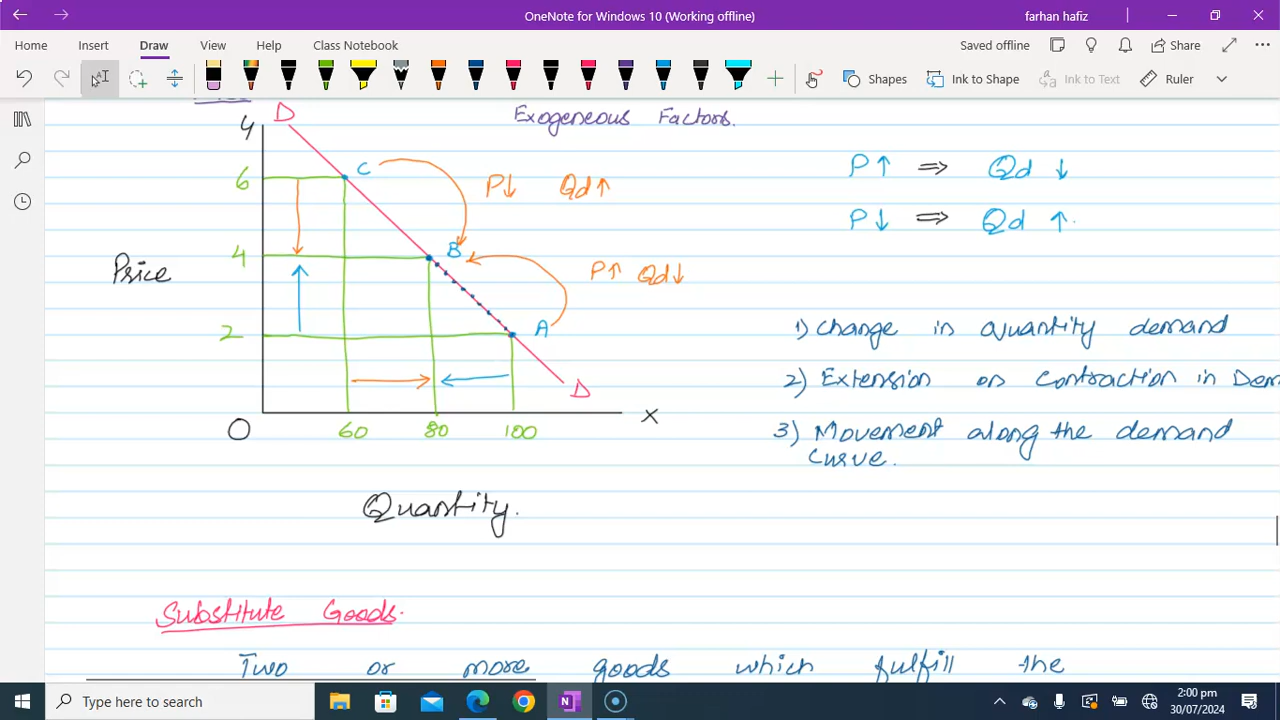 OneNote for Windows 10 (Working offline)
farhan hafiz
Home Insert Draw View Help Class Notebook
Saved offline
Share
Shapes
Ink to Shape
Ink to Text
Ruler
Exogeneous Factors.
y
D
6
C
P↓ Qd↑
P↑ ⇒ Qd ↓
P↓ ⇒ Qd ↑
4
B
Price
P↑ Qd↓
2
A
1) Change in quantity demand
D
2) Extension or Contraction in Dem
O
60 80 100
x
3) Movement along the demand
curve.
Quantity.
Substitute Goods.
Two or more goods which fulfill the
Type here to search
2:00 pm
30/07/2024